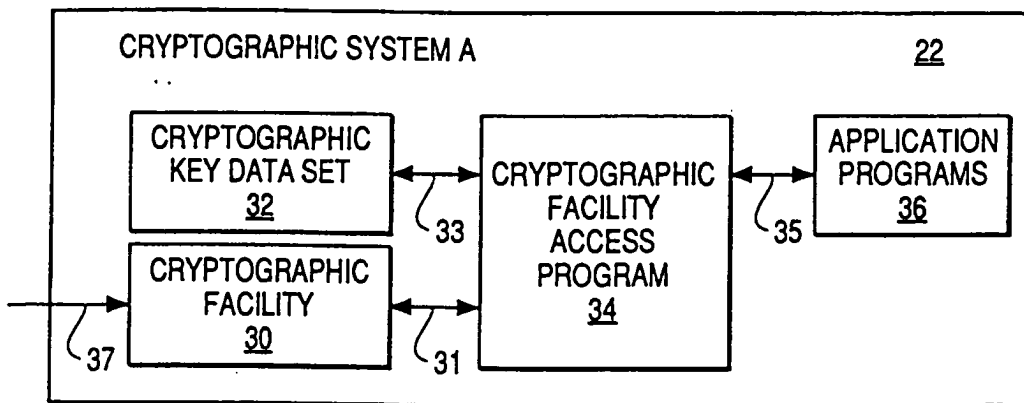 CRYPTOGRAPHIC SYSTEM A
22
CRYPTOGRAPHIC
KEY DATA SET
32
33
CRYPTOGRAPHIC
FACILITY
30
37
31
CRYPTOGRAPHIC
FACILITY
ACCESS
PROGRAM
34
35
APPLICATION
PROGRAMS
36